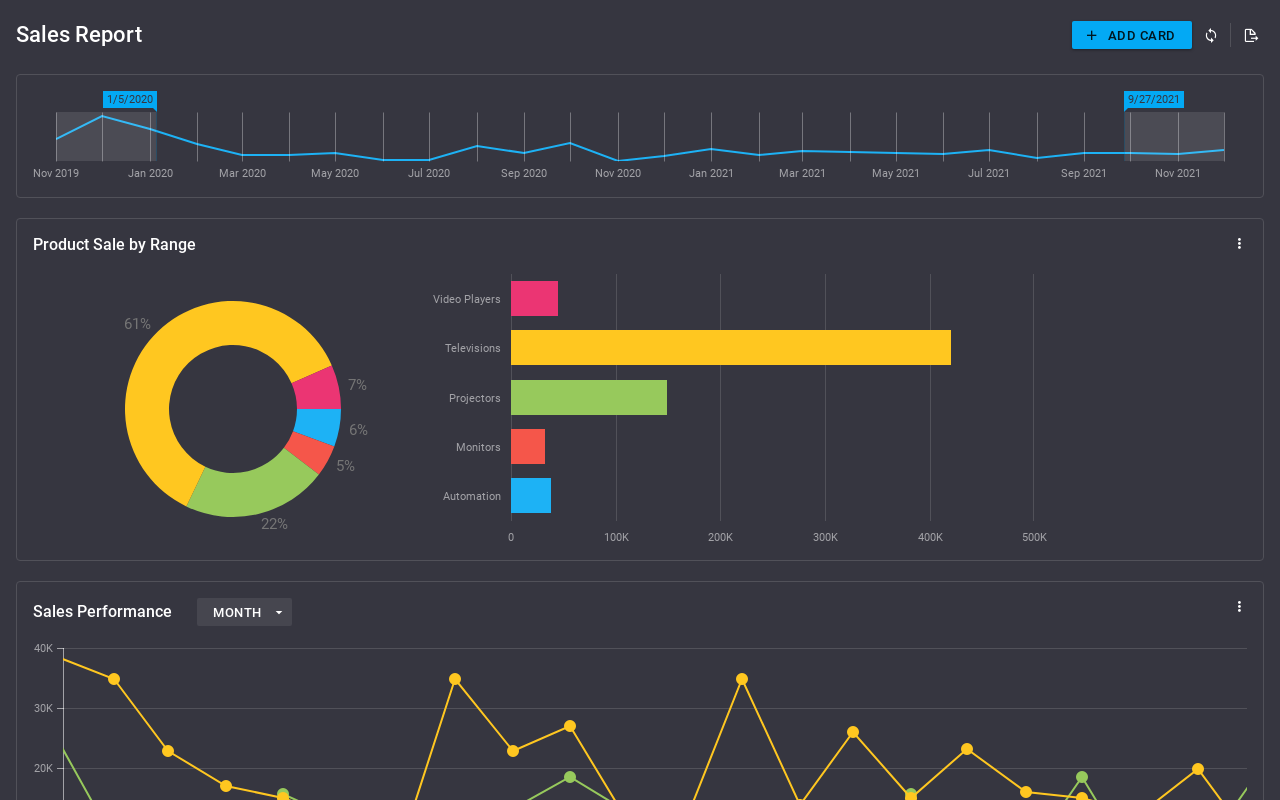 Sales Report
ADD CARD
1/5/2020
9/27/2021
Nov 2019 Jan 2020 Mar 2020 May 2020 Jul 2020 Sep 2020 Nov 2020 Jan 2021 Mar 2021 May 2021 Jul 2021 Sep 2021 Nov 2021
Product Sale by Range
61%
7%
6%
5%
22%
Video Players
Televisions
Projectors
Monitors
Automation
0 100K 200K 300K 400K 500K
Sales Performance
MONTH
40K
30K
20K